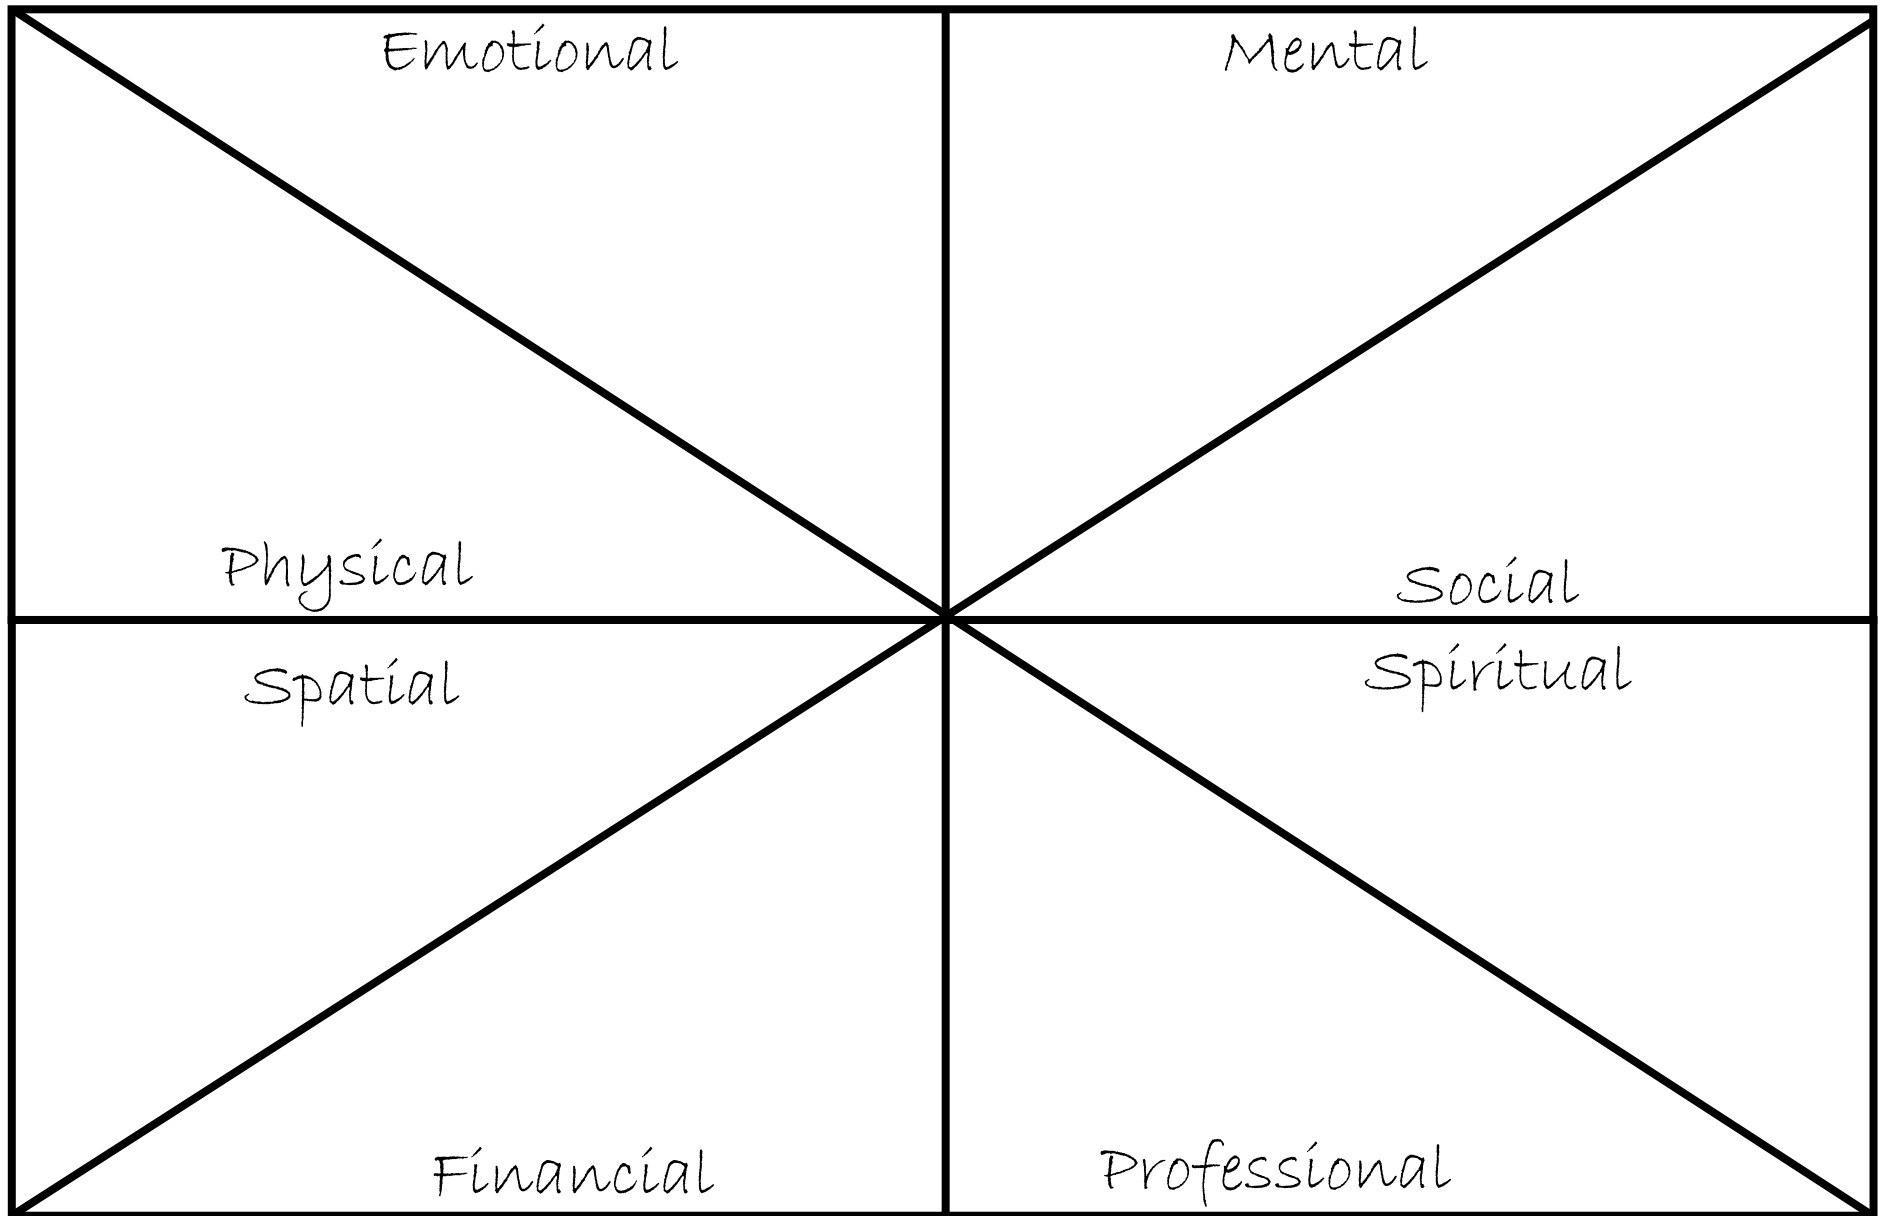 Emotional
Mental
Physical
Social
Spatial
Spiritual
Financial
Professional